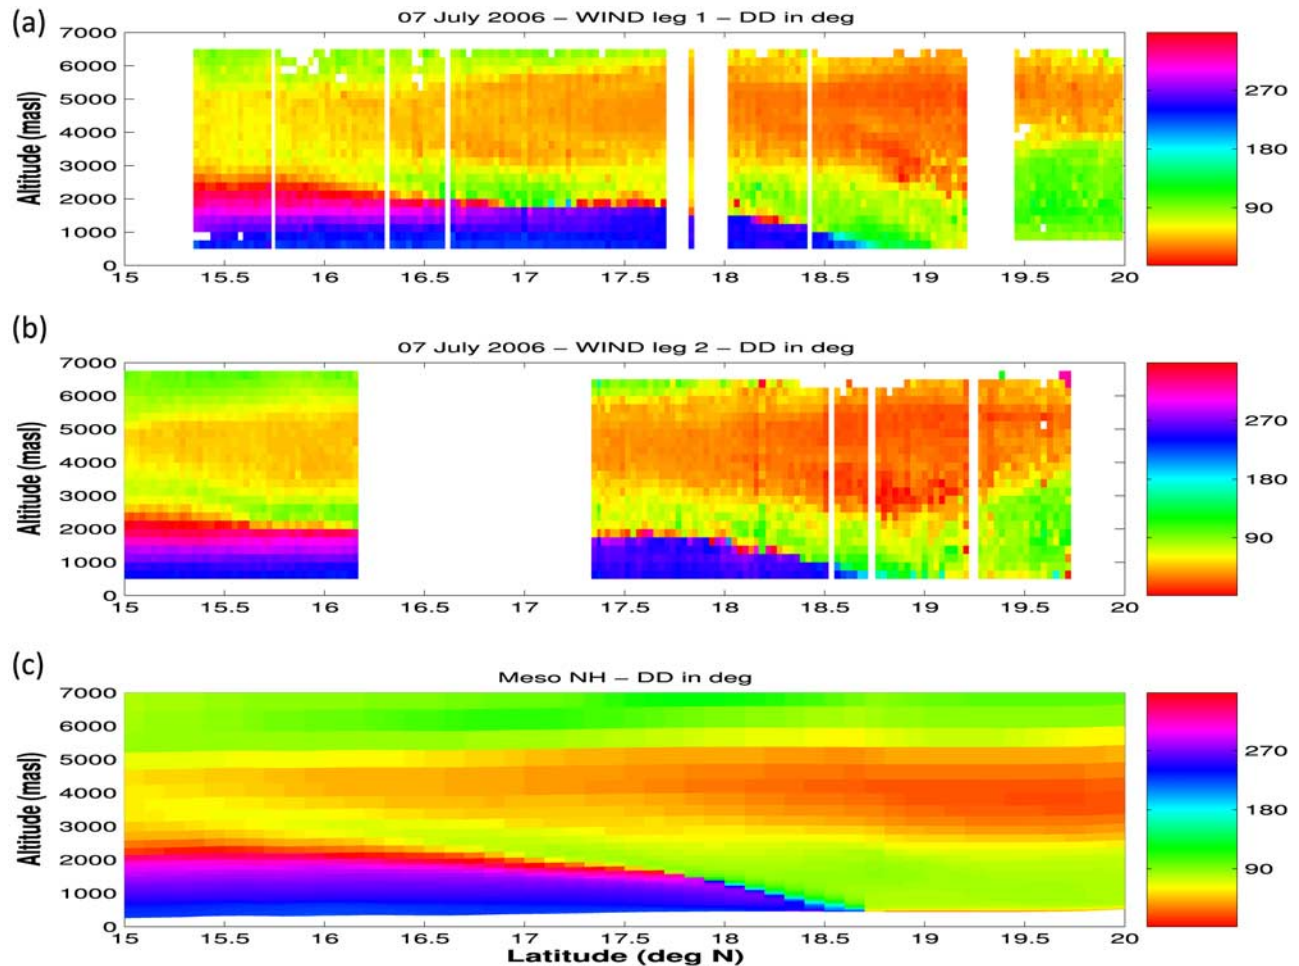 (a)
07 July 2006 – WIND leg 1 – DD in deg
Altitude (masl)
7000
6000
5000
4000
3000
2000
1000
0
15 15.5 16 16.5 17 17.5 18 18.5 19 19.5 20
270
180
90
(b)
07 July 2006 – WIND leg 2 – DD in deg
Altitude (masl)
7000
6000
5000
4000
3000
2000
1000
0
15 15.5 16 16.5 17 17.5 18 18.5 19 19.5 20
270
180
90
(c)
Meso NH – DD in deg
Altitude (masl)
7000
6000
5000
4000
3000
2000
1000
0
15 15.5 16 16.5 17 17.5 18 18.5 19 19.5 20
Latitude (deg N)
270
180
90